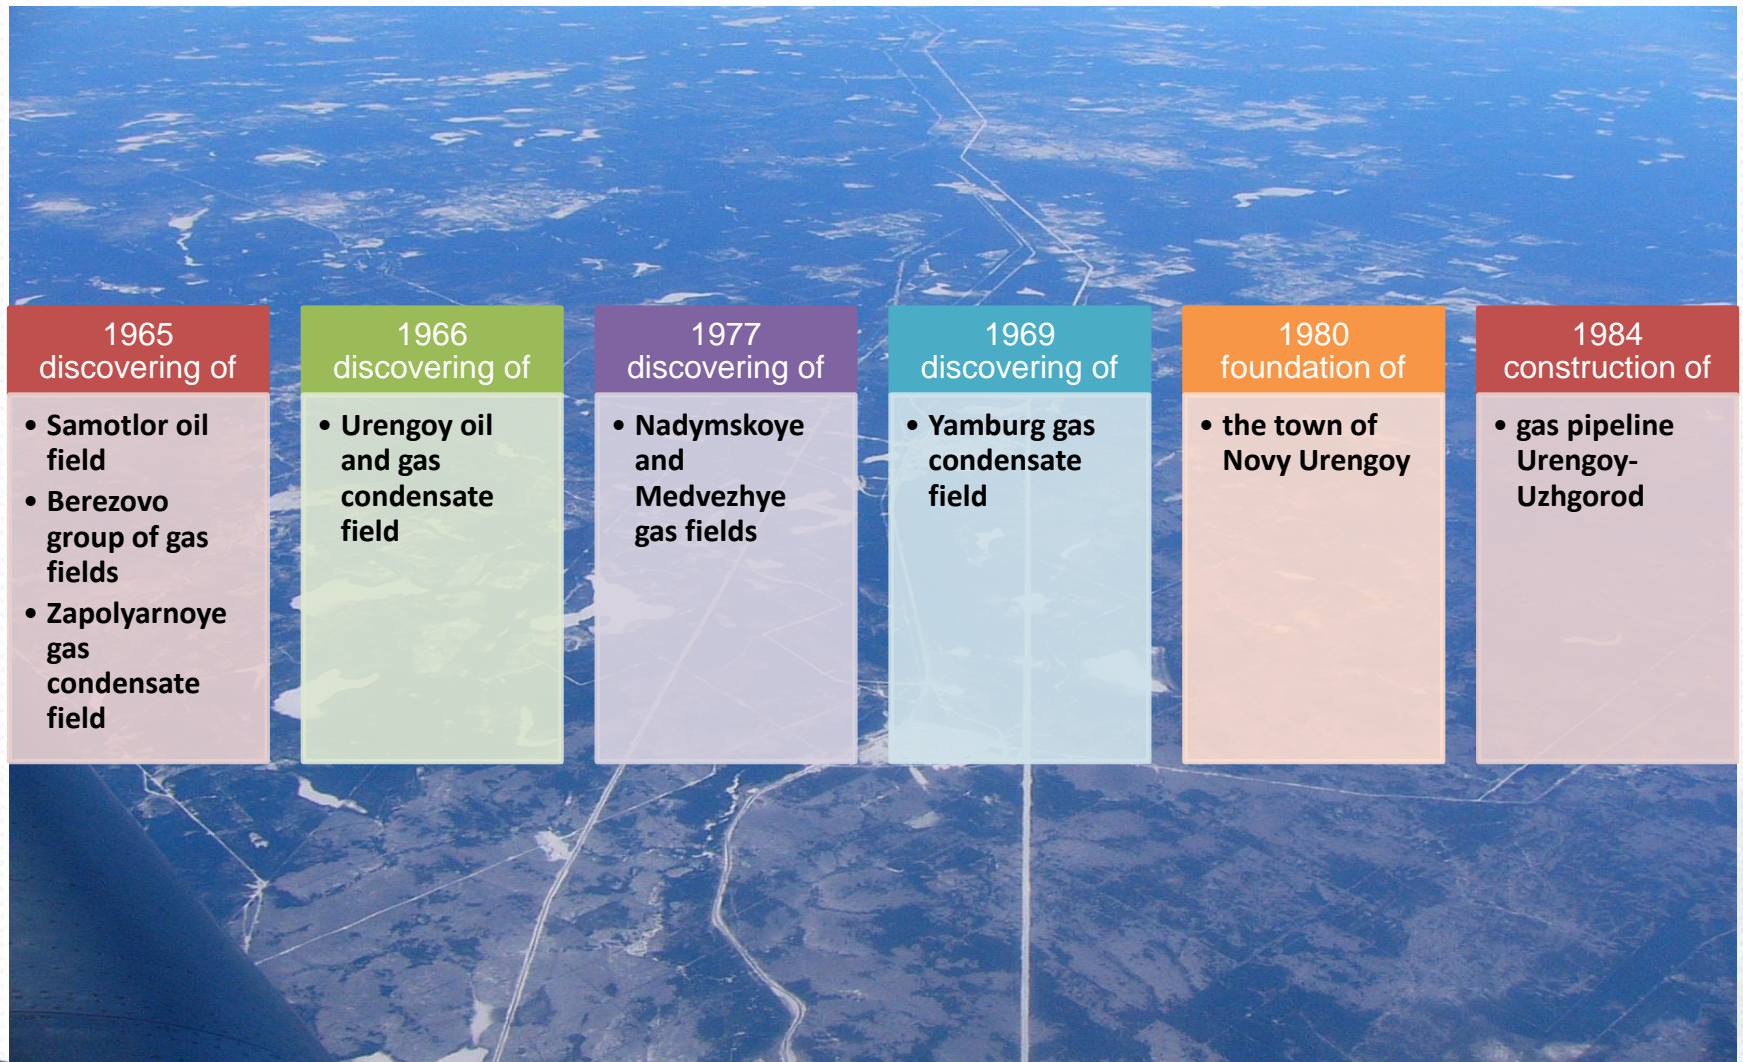 1965
discovering of
• Samotlor oil
field
• Berezovo
group of gas
fields
• Zapolyarnoye
gas
condensate
field
1966
discovering of
• Urengoy oil
and gas
condensate
field
1977
discovering of
• Nadymskoye
and
Medvezhye
gas fields
1969
discovering of
• Yamburg gas
condensate
field
1980
foundation of
• the town of
Novy Urengoy
1984
construction of
• gas pipeline
Urengoy-
Uzhgorod